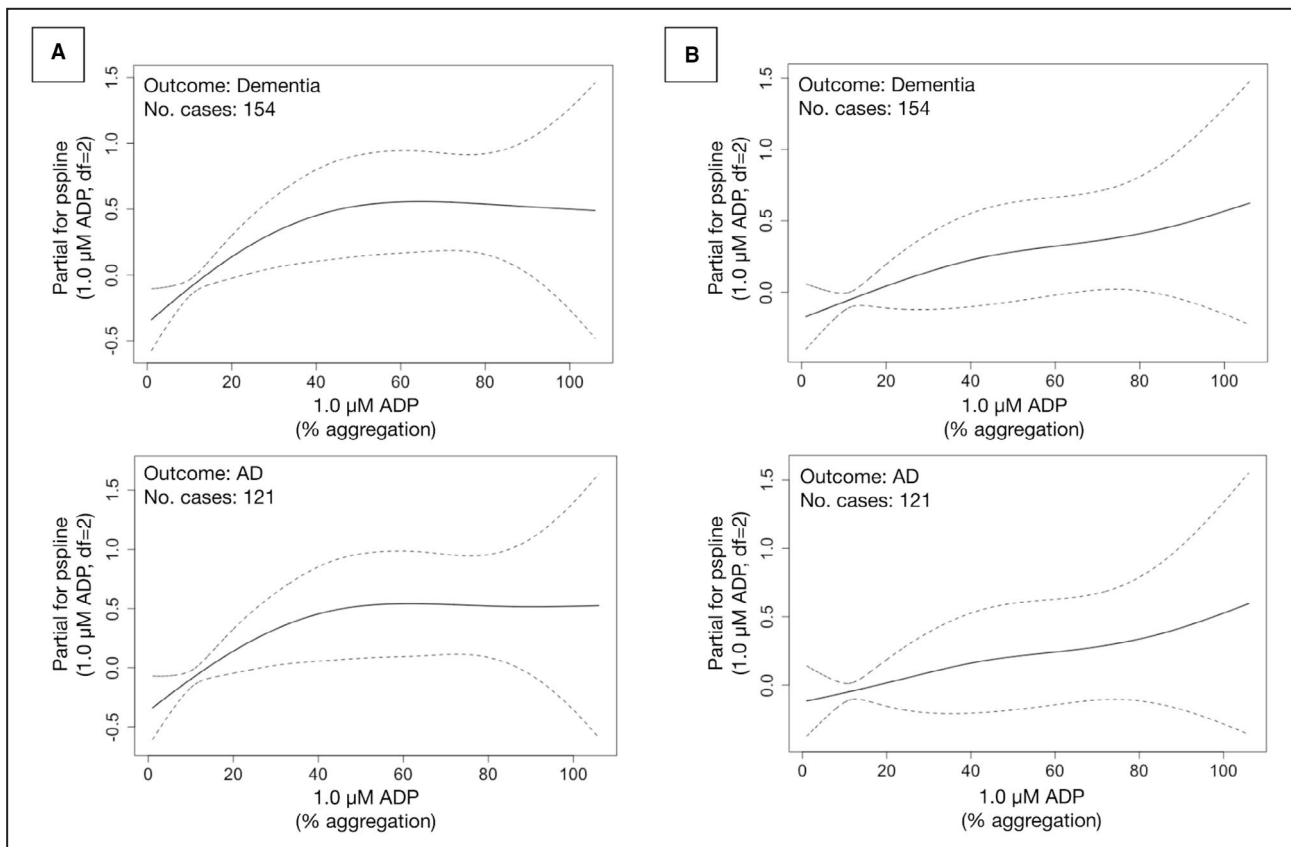 A
Outcome: Dementia
No. cases: 154
Partial for pspline
(1.0 µM ADP, df=2)
1.5
1.0
0.5
0.0
-0.5
0 20 40 60 80 100
1.0 µM ADP
(% aggregation)
Outcome: AD
No. cases: 121
Partial for pspline
(1.0 µM ADP, df=2)
1.5
1.0
0.5
0.0
-0.5
0 20 40 60 80 100
1.0 µM ADP
(% aggregation)
B
Outcome: Dementia
No. cases: 154
Partial for pspline
(1.0 µM ADP, df=2)
1.5
1.0
0.5
0.0
0 20 40 60 80 100
1.0 µM ADP
(% aggregation)
Outcome: AD
No. cases: 121
Partial for pspline
(1.0 µM ADP, df=2)
1.5
1.0
0.5
0.0
0 20 40 60 80 100
1.0 µM ADP
(% aggregation)